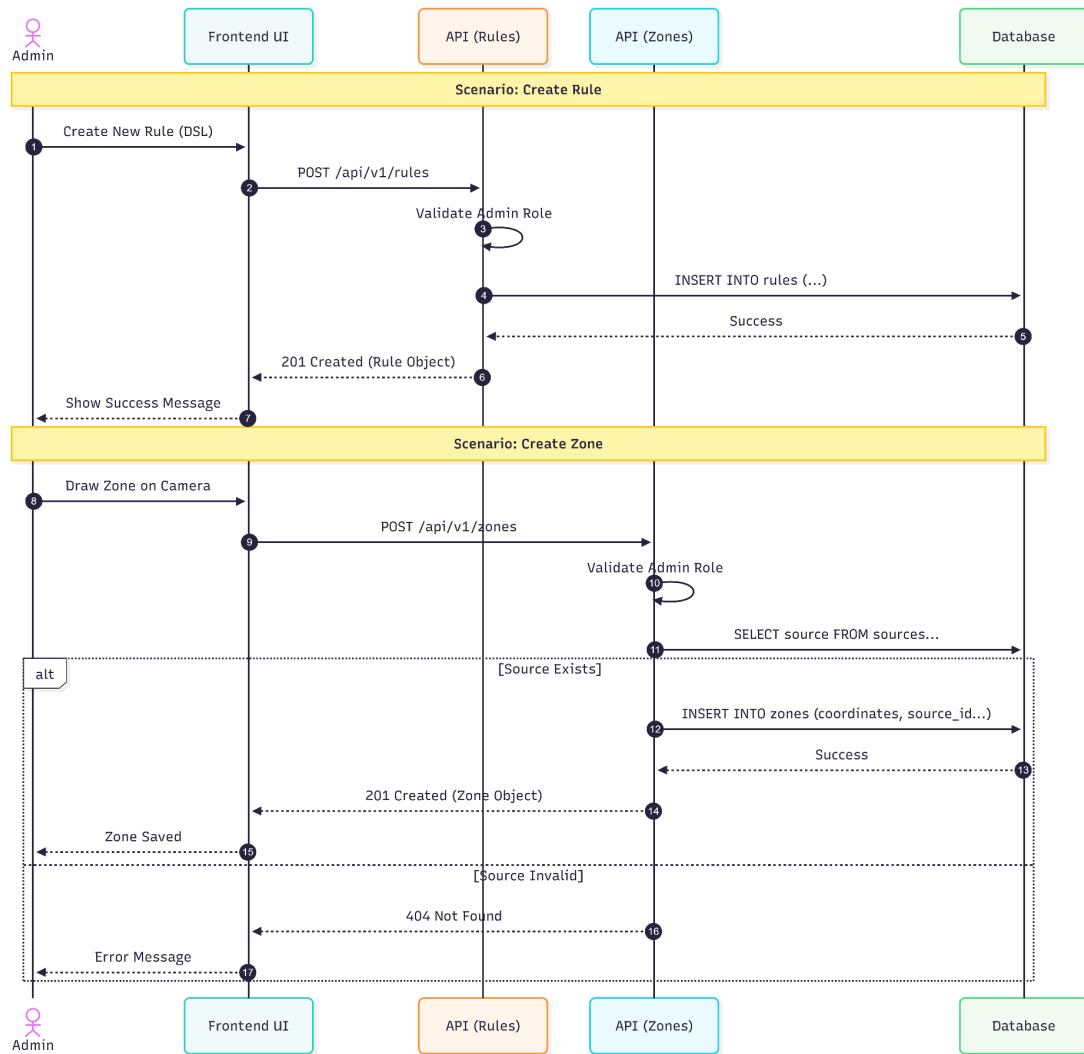 Admin
Frontend UI
API (Rules)
API (Zones)
Database
Scenario: Create Rule
Create New Rule (DSL)
1
POST /api/v1/rules
2
Validate Admin Role
3
INSERT INTO rules (...)
4
Success
5
201 Created (Rule Object)
6
Show Success Message
7
Scenario: Create Zone
Draw Zone on Camera
8
POST /api/v1/zones
9
Validate Admin Role
10
SELECT source FROM sources...
11
alt
[Source Exists]
INSERT INTO zones (coordinates, source_id...)
12
Success
13
201 Created (Zone Object)
14
Zone Saved
15
[Source Invalid]
404 Not Found
16
Error Message
17
Admin
Frontend UI
API (Rules)
API (Zones)
Database